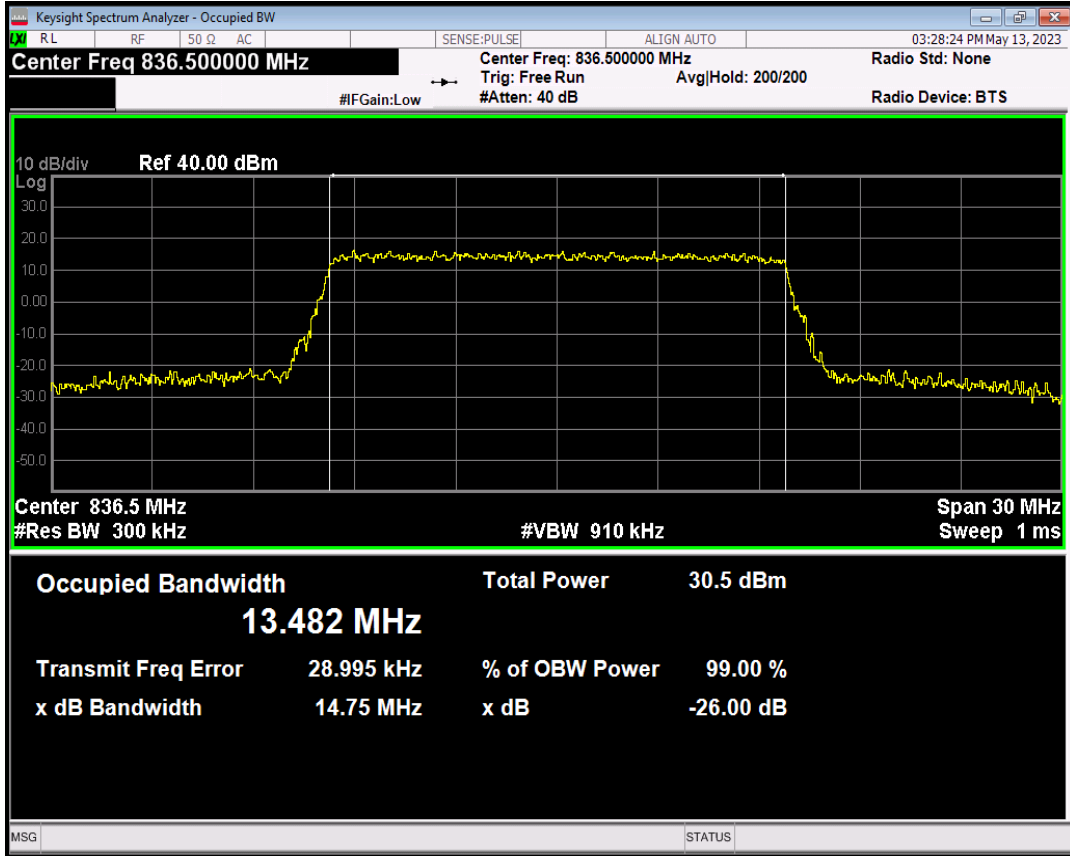 Keysight Spectrum Analyzer - Occupied BW
LXI RL RF 50 Ω AC SENSE:PULSE ALIGN AUTO 03:28:24 PM May 13, 2023
Center Freq 836.500000 MHz
Center Freq: 836.500000 MHz
Radio Std: None
Trig: Free Run
Avg|Hold: 200/200
#IFGain:Low
#Atten: 40 dB
Radio Device: BTS
10 dB/div Ref 40.00 dBm
Log
30.0
20.0
10.0
0.00
-10.0
-20.0
-30.0
-40.0
-50.0
Center 836.5 MHz
Span 30 MHz
#Res BW 300 kHz
#VBW 910 kHz
Sweep 1 ms
Occupied Bandwidth
Total Power 30.5 dBm
13.482 MHz
Transmit Freq Error 28.995 kHz
% of OBW Power 99.00 %
x dB Bandwidth 14.75 MHz
x dB -26.00 dB
MSG
STATUS